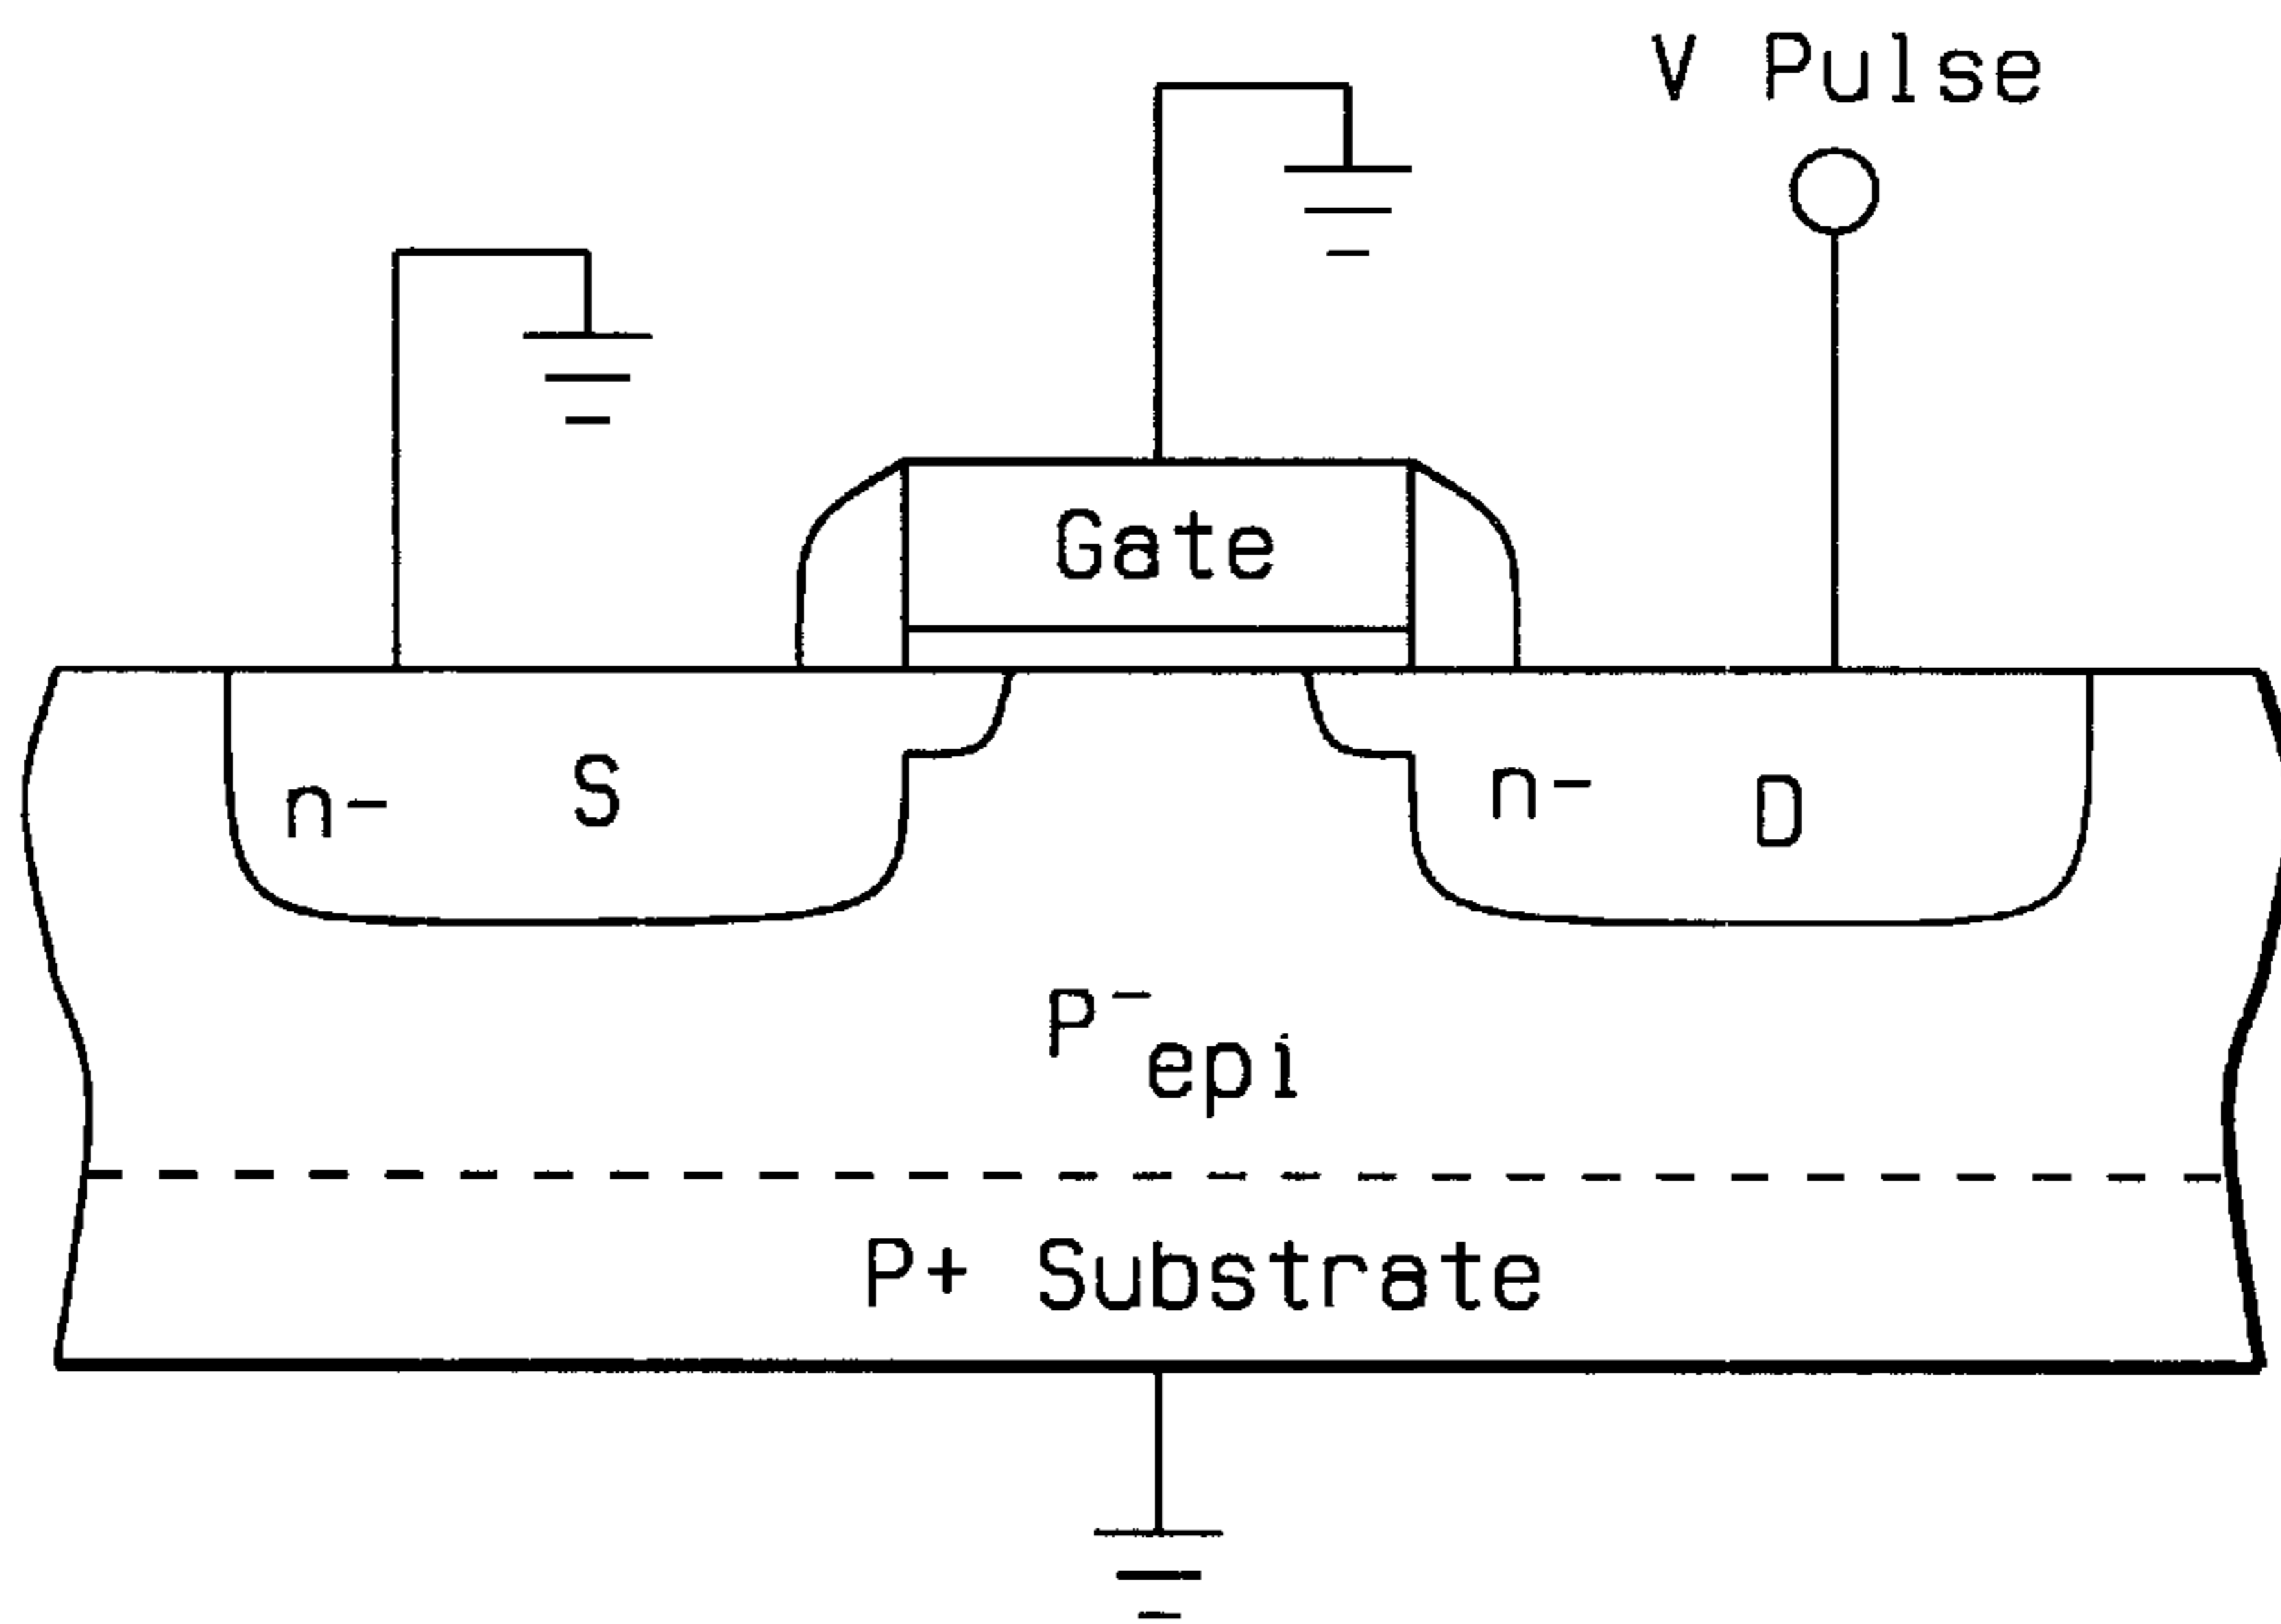 V Pulse
Gate
n- S
n- D
P⁻epi
P+ Substrate